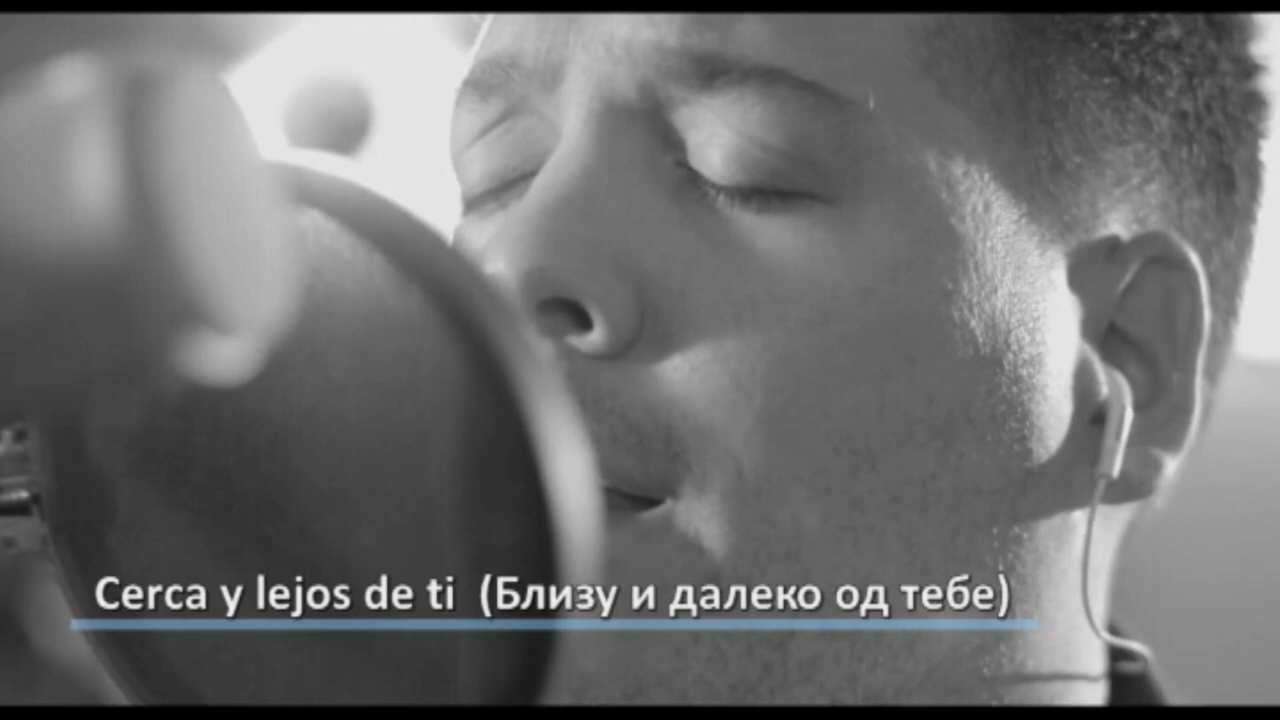 Cerca y lejos de ti (Близу и далеко од тебе)